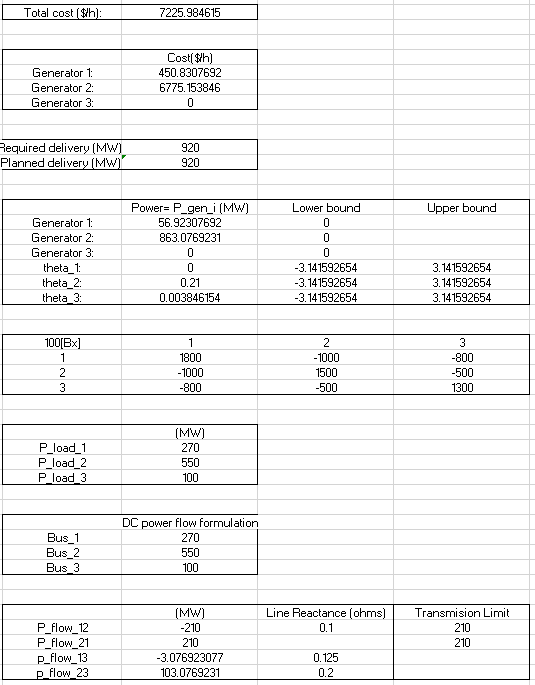 Total cost ($/h): 7225.984615
Cost($/h)
Generator 1: 450.8307692
Generator 2: 6775.153846
Generator 3: 0
Required delivery (MW) 920
Planned delivery (MW) 920
Power= P_gen_i (MW) Lower bound Upper bound
Generator 1: 56.92307692 0
Generator 2: 863.0769231 0
Generator 3: 0 0
theta_1: 0 -3.141592654 3.141592654
theta_2: 0.21 -3.141592654 3.141592654
theta_3: 0.003846154 -3.141592654 3.141592654
100[Bx] 1 2 3
1 1800 -1000 -800
2 -1000 1500 -500
3 -800 -500 1300
(MW)
P_load_1 270
P_load_2 550
P_load_3 100
DC power flow formulation
Bus_1 270
Bus_2 550
Bus_3 100
(MW) Line Reactance (ohms) Transmision Limit
P_flow_12 -210 0.1 210
P_flow_21 210 210
p_flow_13 -3.076923077 0.125
p_flow_23 103.0769231 0.2